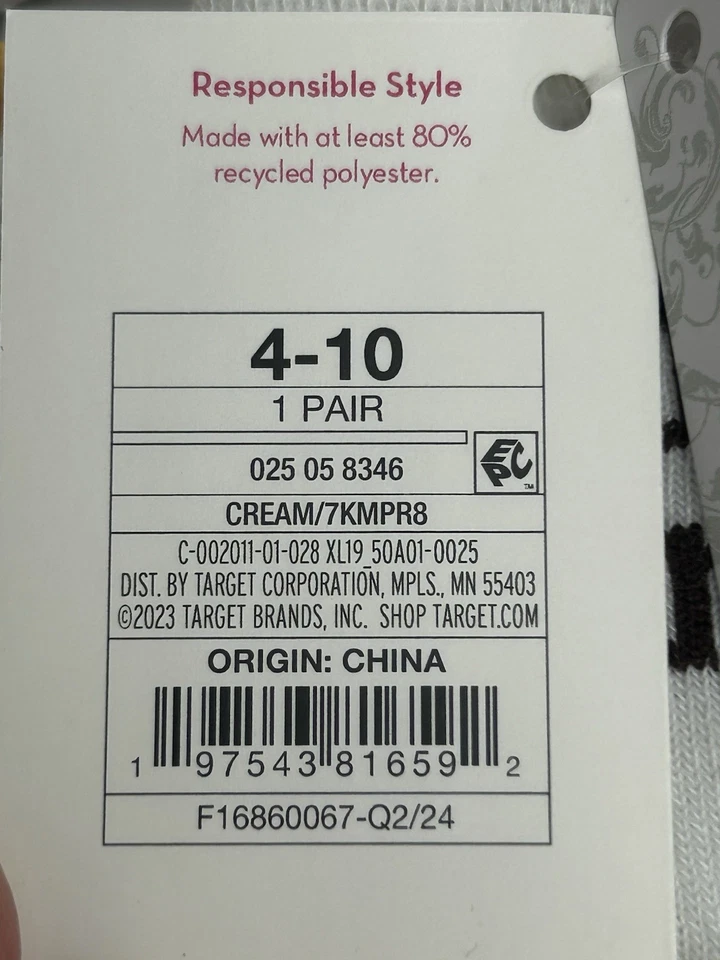 Responsible Style
Made with at least 80%
recycled polyester.
4-10
1 PAIR
025 05 8346
EPC
TM
CREAM/7KMPR8
C-002011-01-028 XL19_50A01-0025
DIST. BY TARGET CORPORATION, MPLS., MN 55403
©2023 TARGET BRANDS, INC. SHOP TARGET.COM
ORIGIN: CHINA
1 97543 81659 2
F16860067-Q2/24